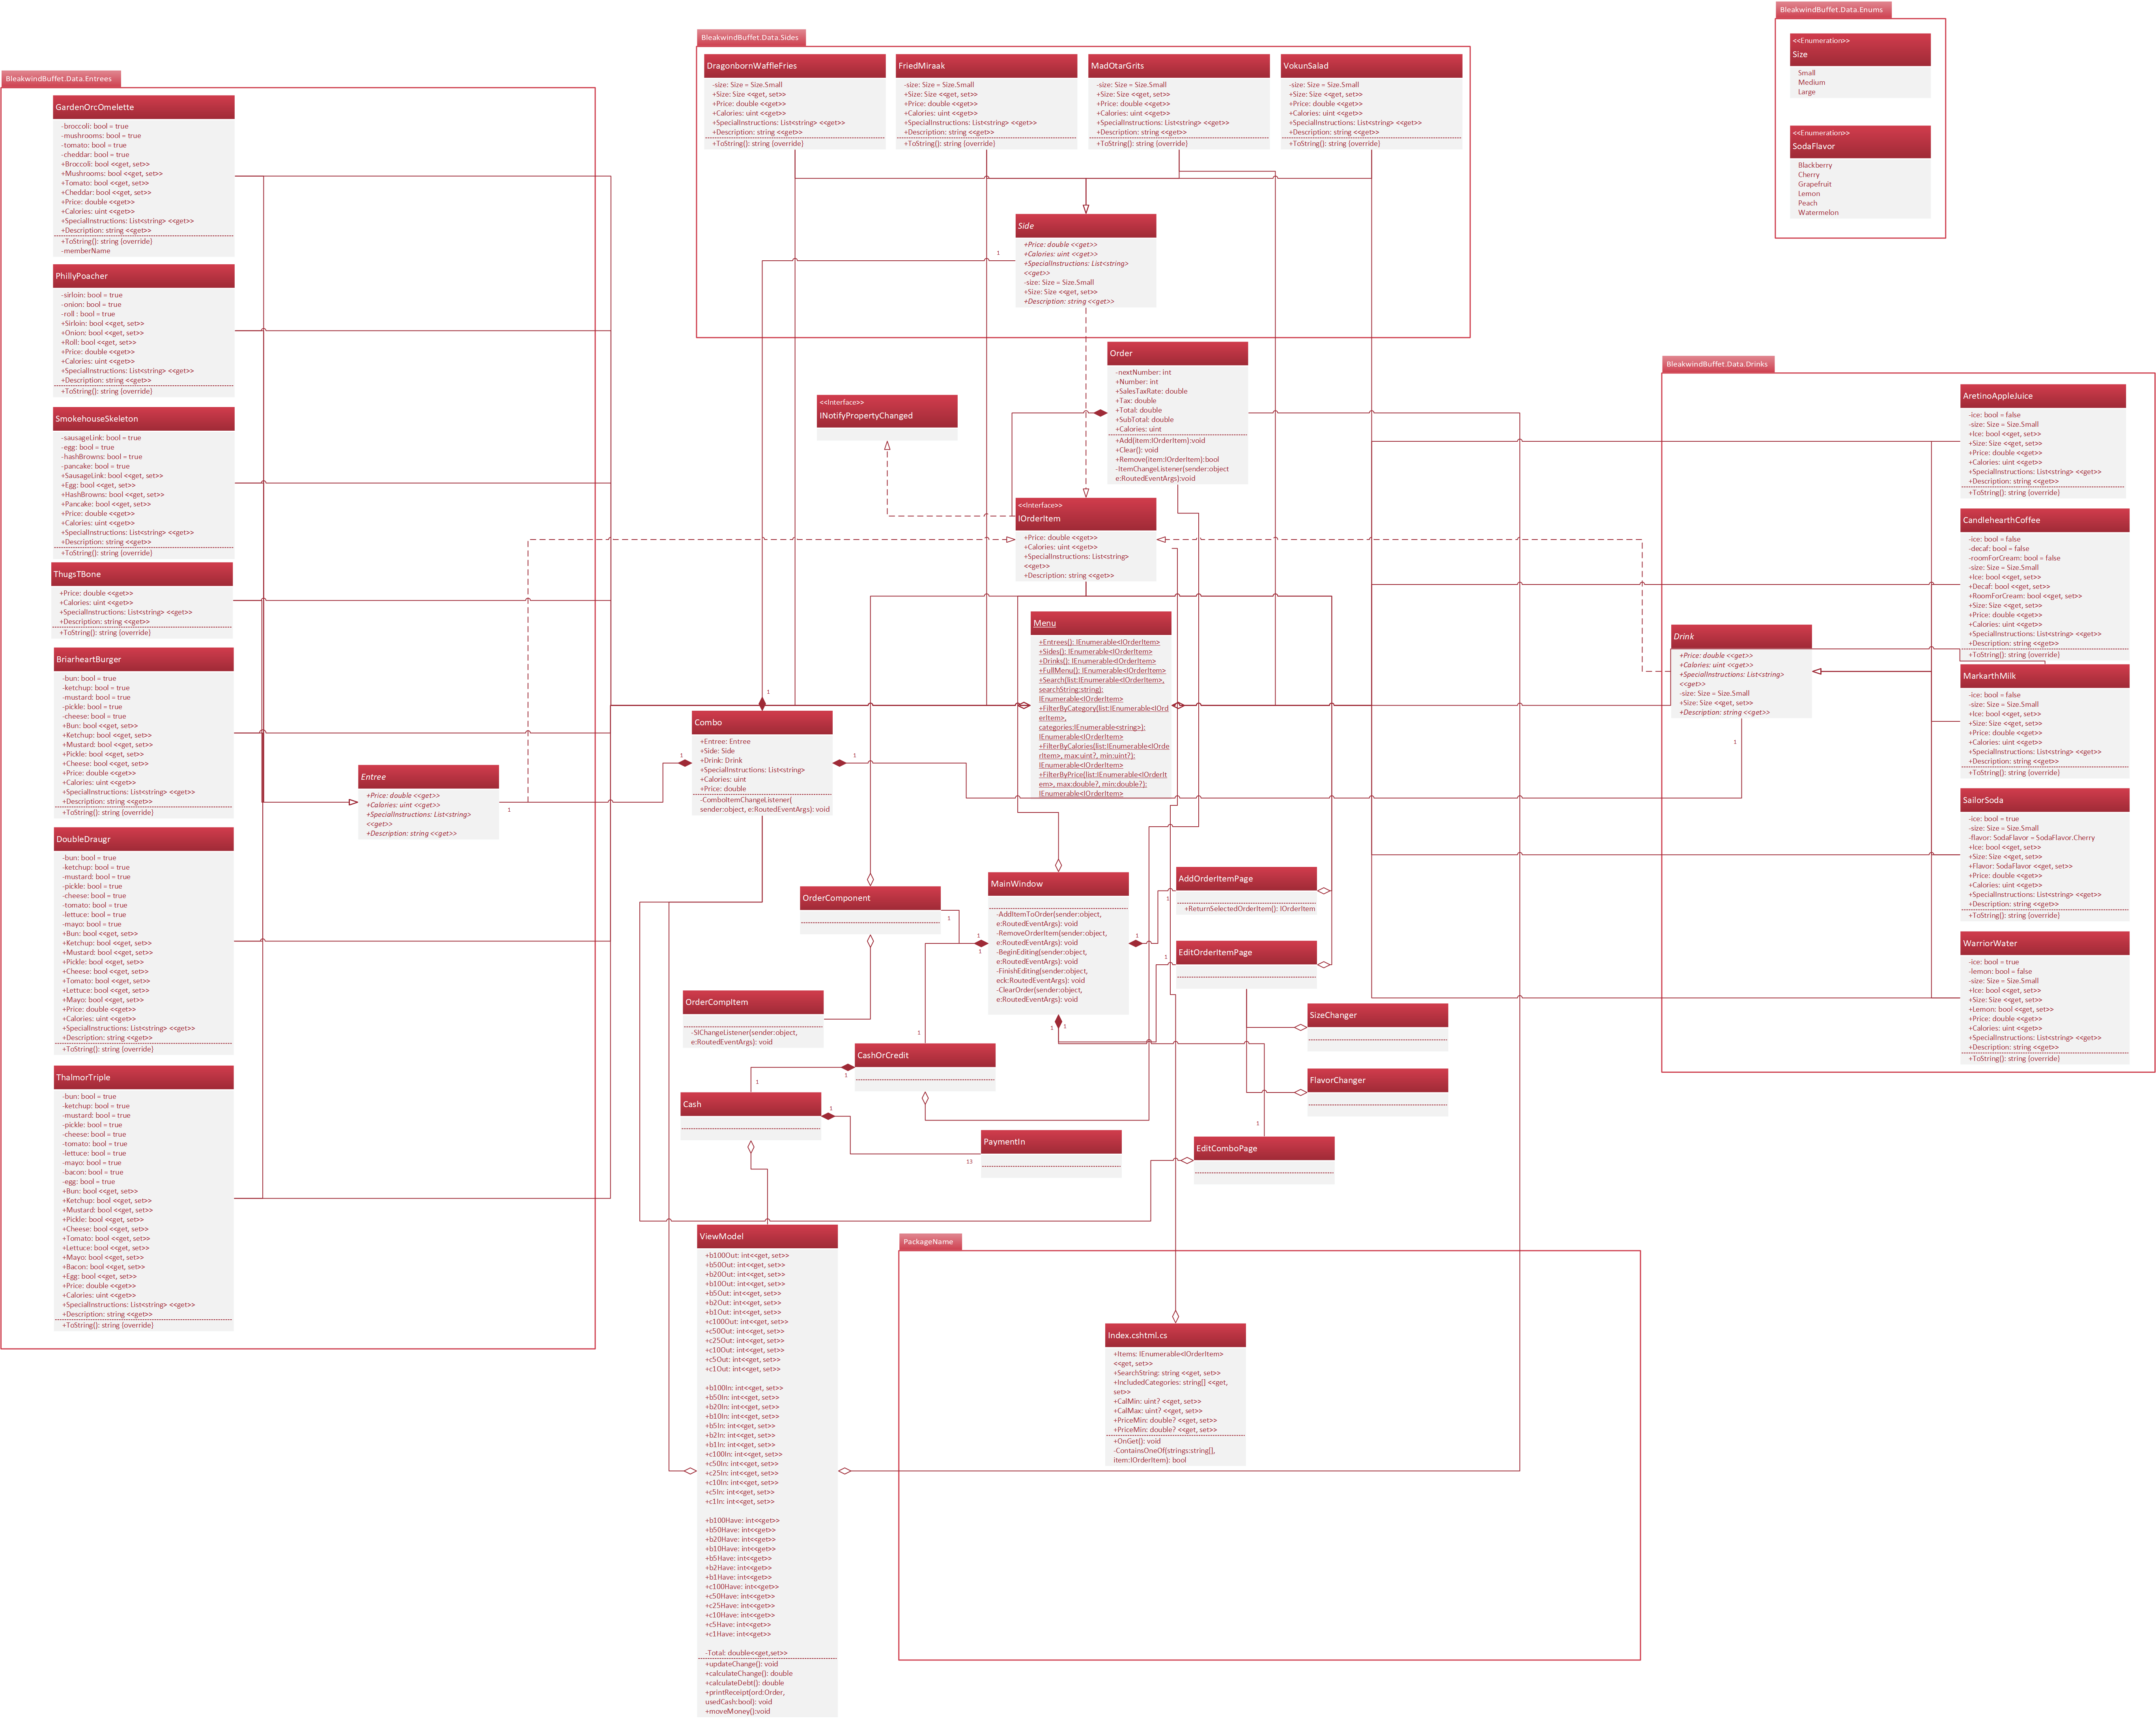 BleakwindBuffet.Data.Entrees
GardenOrcOmelette
-broccoli: bool = true
-mushrooms: bool = true
-tomato: bool = true
-cheddar: bool = true
+Broccoli: bool <<get, set>>
+Mushrooms: bool <<get, set>>
+Tomato: bool <<get, set>>
+Cheddar: bool <<get, set>>
+Price: double <<get>>
+Calories: uint <<get>>
+SpecialInstructions: List<string> <<get>>
+Description: string <<get>>
+ToString(): string {override}
-memberName
PhillyPoacher
-sirloin: bool = true
-onion: bool = true
-roll : bool = true
+Sirloin: bool <<get, set>>
+Onion: bool <<get, set>>
+Roll: bool <<get, set>>
+Price: double <<get>>
+Calories: uint <<get>>
+SpecialInstructions: List<string> <<get>>
+Description: string <<get>>
+ToString(): string {override}
SmokehouseSkeleton
-sausageLink: bool = true
-egg: bool = true
-hashBrowns: bool = true
-pancake: bool = true
+SausageLink: bool <<get, set>>
+Egg: bool <<get, set>>
+HashBrowns: bool <<get, set>>
+Pancake: bool <<get, set>>
+Price: double <<get>>
+Calories: uint <<get>>
+SpecialInstructions: List<string> <<get>>
+Description: string <<get>>
+ToString(): string {override}
ThugsTBone
+Price: double <<get>>
+Calories: uint <<get>>
+SpecialInstructions: List<string> <<get>>
+Description: string <<get>>
+ToString(): string {override}
BriarheartBurger
-bun: bool = true
-ketchup: bool = true
-mustard: bool = true
-pickle: bool = true
-cheese: bool = true
+Bun: bool <<get, set>>
+Ketchup: bool <<get, set>>
+Mustard: bool <<get, set>>
+Pickle: bool <<get, set>>
+Cheese: bool <<get, set>>
+Price: double <<get>>
+Calories: uint <<get>>
+SpecialInstructions: List<string> <<get>>
+Description: string <<get>>
+ToString(): string {override}
DoubleDraugr
-bun: bool = true
-ketchup: bool = true
-mustard: bool = true
-pickle: bool = true
-cheese: bool = true
-tomato: bool = true
-lettuce: bool = true
-mayo: bool = true
+Bun: bool <<get, set>>
+Ketchup: bool <<get, set>>
+Mustard: bool <<get, set>>
+Pickle: bool <<get, set>>
+Cheese: bool <<get, set>>
+Tomato: bool <<get, set>>
+Lettuce: bool <<get, set>>
+Mayo: bool <<get, set>>
+Price: double <<get>>
+Calories: uint <<get>>
+SpecialInstructions: List<string> <<get>>
+Description: string <<get>>
+ToString(): string {override}
ThalmorTriple
-bun: bool = true
-ketchup: bool = true
-mustard: bool = true
-pickle: bool = true
-cheese: bool = true
-tomato: bool = true
-lettuce: bool = true
-mayo: bool = true
-bacon: bool = true
-egg: bool = true
+Bun: bool <<get, set>>
+Ketchup: bool <<get, set>>
+Mustard: bool <<get, set>>
+Pickle: bool <<get, set>>
+Cheese: bool <<get, set>>
+Tomato: bool <<get, set>>
+Lettuce: bool <<get, set>>
+Mayo: bool <<get, set>>
+Bacon: bool <<get, set>>
+Egg: bool <<get, set>>
+Price: double <<get>>
+Calories: uint <<get>>
+SpecialInstructions: List<string> <<get>>
+Description: string <<get>>
+ToString(): string {override}
Entree
+Price: double <<get>>
+Calories: uint <<get>>
+SpecialInstructions: List<string>
<<get>>
+Description: string <<get>>
1
BleakwindBuffet.Data.Sides
DragonbornWaffleFries
-size: Size = Size.Small
+Size: Size <<get, set>>
+Price: double <<get>>
+Calories: uint <<get>>
+SpecialInstructions: List<string> <<get>>
+Description: string <<get>>
+ToString(): string {override}
FriedMiraak
-size: Size = Size.Small
+Size: Size <<get, set>>
+Price: double <<get>>
+Calories: uint <<get>>
+SpecialInstructions: List<string> <<get>>
+Description: string <<get>>
+ToString(): string {override}
MadOtarGrits
-size: Size = Size.Small
+Size: Size <<get, set>>
+Price: double <<get>>
+Calories: uint <<get>>
+SpecialInstructions: List<string> <<get>>
+Description: string <<get>>
+ToString(): string {override}
VokunSalad
-size: Size = Size.Small
+Size: Size <<get, set>>
+Price: double <<get>>
+Calories: uint <<get>>
+SpecialInstructions: List<string> <<get>>
+Description: string <<get>>
+ToString(): string {override}
Side
+Price: double <<get>>
+Calories: uint <<get>>
+SpecialInstructions: List<string>
<<get>>
-size: Size = Size.Small
+Size: Size <<get, set>>
+Description: string <<get>>
1
Order
-nextNumber: int
+Number: int
+SalesTaxRate: double
+Tax: double
+Total: double
+SubTotal: double
+Calories: uint
+Add(item:IOrderItem):void
+Clear(): void
+Remove(item:IOrderItem):bool
-ItemChangeListener(sender:object
e:RoutedEventArgs):void
<<Interface>>
INotifyPropertyChanged
<<Interface>>
IOrderItem
+Price: double <<get>>
+Calories: uint <<get>>
+SpecialInstructions: List<string>
<<get>>
+Description: string <<get>>
Menu
+Entrees(): IEnumerable<IOrderItem>
+Sides(): IEnumerable<IOrderItem>
+Drinks(): IEnumerable<IOrderItem>
+FullMenu(): IEnumerable<IOrderItem>
+Search(list:IEnumerable<IOrderItem>,
searchString:string):
IEnumerable<IOrderItem>
+FilterByCategory(list:IEnumerable<IOrd
erItem>,
categories:IEnumerable<string>):
IEnumerable<IOrderItem>
+FilterByCalories(list:IEnumerable<IOrde
rItem>, max:uint?, min:uint?):
IEnumerable<IOrderItem>
+FilterByPrice(list:IEnumerable<IOrderIt
em>, max:double?, min:double?):
IEnumerable<IOrderItem>
1
Combo
+Entree: Entree
+Side: Side
+Drink: Drink
+SpecialInstructions: List<string>
+Calories: uint
+Price: double
-ComboItemChangeListener(
sender:object, e:RoutedEventArgs): void
1
1
OrderComponent
1
MainWindow
-AddItemToOrder(sender:object,
e:RoutedEventArgs): void
-RemoveOrderItem(sender:object,
e:RoutedEventArgs): void
-BeginEditing(sender:object,
e:RoutedEventArgs): void
-FinishEditing(sender:object,
eck:RoutedEventArgs): void
-ClearOrder(sender:object,
e:RoutedEventArgs): void
1
1
1
1
1
AddOrderItemPage
+ReturnSelectedOrderItem(): IOrderItem
1
EditOrderItemPage
1
OrderCompItem
-SIChangeListener(sender:object,
e:RoutedEventArgs): void
SizeChanger
FlavorChanger
CashOrCredit
1
1
1
Cash
1
PaymentIn
13
EditComboPage
1
ViewModel
+b100Out: int<<get, set>>
+b50Out: int<<get, set>>
+b20Out: int<<get, set>>
+b10Out: int<<get, set>>
+b5Out: int<<get, set>>
+b2Out: int<<get, set>>
+b1Out: int<<get, set>>
+c100Out: int<<get, set>>
+c50Out: int<<get, set>>
+c25Out: int<<get, set>>
+c10Out: int<<get, set>>
+c5Out: int<<get, set>>
+c1Out: int<<get, set>>
+b100In: int<<get, set>>
+b50In: int<<get, set>>
+b20In: int<<get, set>>
+b10In: int<<get, set>>
+b5In: int<<get, set>>
+b2In: int<<get, set>>
+b1In: int<<get, set>>
+c100In: int<<get, set>>
+c50In: int<<get, set>>
+c25In: int<<get, set>>
+c10In: int<<get, set>>
+c5In: int<<get, set>>
+c1In: int<<get, set>>
+b100Have: int<<get>>
+b50Have: int<<get>>
+b20Have: int<<get>>
+b10Have: int<<get>>
+b5Have: int<<get>>
+b2Have: int<<get>>
+b1Have: int<<get>>
+c100Have: int<<get>>
+c50Have: int<<get>>
+c25Have: int<<get>>
+c10Have: int<<get>>
+c5Have: int<<get>>
+c1Have: int<<get>>
-Total: double<<get,set>>
+updateChange(): void
+calculateChange(): double
+calculateDebt(): double
+printReceipt(ord:Order,
usedCash:bool): void
+moveMoney():void
PackageName
Index.cshtml.cs
+Items: IEnumerable<IOrderItem>
<<get, set>>
+SearchString: string <<get, set>>
+IncludedCategories: string[] <<get,
set>>
+CalMin: uint? <<get, set>>
+CalMax: uint? <<get, set>>
+PriceMin: double? <<get, set>>
+PriceMin: double? <<get, set>>
+OnGet(): void
-ContainsOneOf(strings:string[],
item:IOrderItem): bool
BleakwindBuffet.Data.Enums
<<Enumeration>>
Size
Small
Medium
Large
<<Enumeration>>
SodaFlavor
Blackberry
Cherry
Grapefruit
Lemon
Peach
Watermelon
BleakwindBuffet.Data.Drinks
AretinoAppleJuice
-ice: bool = false
-size: Size = Size.Small
+Ice: bool <<get, set>>
+Size: Size <<get, set>>
+Price: double <<get>>
+Calories: uint <<get>>
+SpecialInstructions: List<string> <<get>>
+Description: string <<get>>
+ToString(): string {override}
CandlehearthCoffee
-ice: bool = false
-decaf: bool = false
-roomForCream: bool = false
-size: Size = Size.Small
+Ice: bool <<get, set>>
+Decaf: bool <<get, set>>
+RoomForCream: bool <<get, set>>
+Size: Size <<get, set>>
+Price: double <<get>>
+Calories: uint <<get>>
+SpecialInstructions: List<string> <<get>>
+Description: string <<get>>
+ToString(): string {override}
Drink
+Price: double <<get>>
+Calories: uint <<get>>
+SpecialInstructions: List<string>
<<get>>
-size: Size = Size.Small
+Size: Size <<get, set>>
+Description: string <<get>>
1
MarkarthMilk
-ice: bool = false
-size: Size = Size.Small
+Ice: bool <<get, set>>
+Size: Size <<get, set>>
+Price: double <<get>>
+Calories: uint <<get>>
+SpecialInstructions: List<string> <<get>>
+Description: string <<get>>
+ToString(): string {override}
SailorSoda
-ice: bool = true
-size: Size = Size.Small
-flavor: SodaFlavor = SodaFlavor.Cherry
+Ice: bool <<get, set>>
+Size: Size <<get, set>>
+Flavor: SodaFlavor <<get, set>>
+Price: double <<get>>
+Calories: uint <<get>>
+SpecialInstructions: List<string> <<get>>
+Description: string <<get>>
+ToString(): string {override}
WarriorWater
-ice: bool = true
-lemon: bool = false
-size: Size = Size.Small
+Ice: bool <<get, set>>
+Size: Size <<get, set>>
+Lemon: bool <<get, set>>
+Price: double <<get>>
+Calories: uint <<get>>
+SpecialInstructions: List<string> <<get>>
+Description: string <<get>>
+ToString(): string {override}